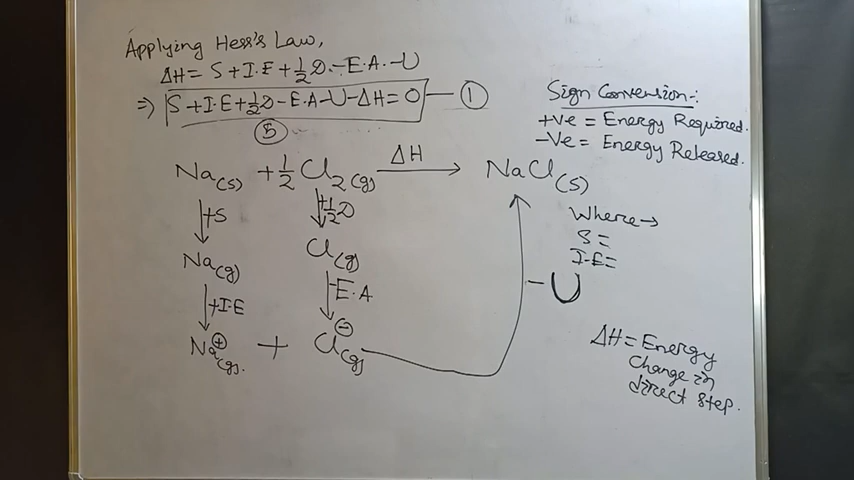 Applying Hess's Law,
ΔH = S + I.E + ½D - E.A. - U
⇒ S + I.E + ½D - E.A - U - ΔH = 0 — ①
⑤
Sign Conversion:-
+ve = Energy Required.
-Ve = Energy Released.
Na(s) + ½ Cl2(g) ΔH → NaCl(s)
↓ +S
↓ +½D
Na(g)
Cl(g)
↓ +I.E
↓ -E.A
Na⊕(g). + Cl⊖(g)
- U
Where →
S =
I.E =
ΔH = Energy
Change in
direct step.